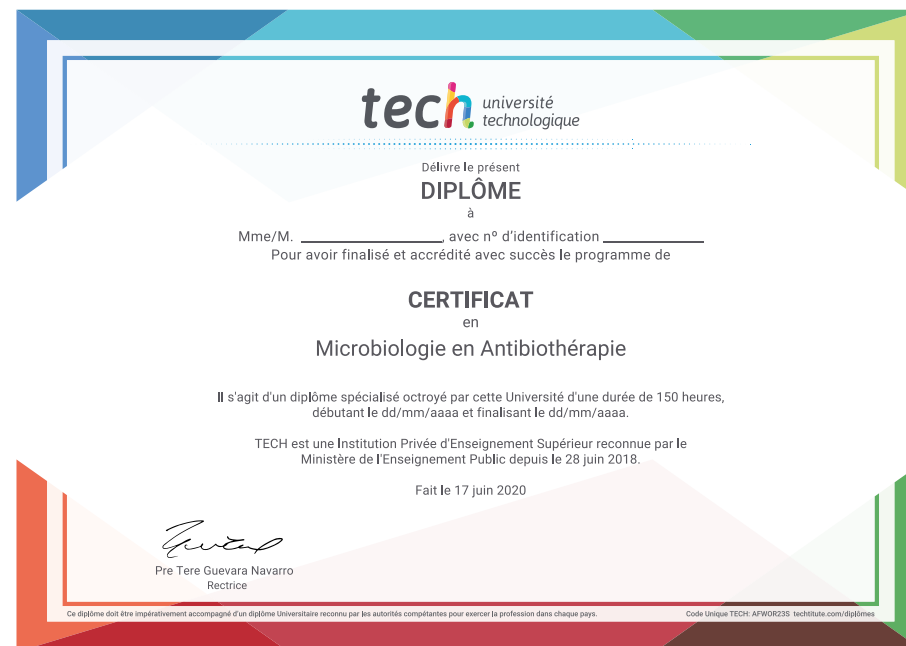 tech université
technologique
Délivre le présent
DIPLÔME
à
Mme/M. ____________________, avec nº d'identification ______________
Pour avoir finalisé et accrédité avec succès le programme de
CERTIFICAT
en
Microbiologie en Antibiothérapie
Il s'agit d'un diplôme spécialisé octroyé par cette Université d'une durée de 150 heures,
débutant le dd/mm/aaaa et finalisant le dd/mm/aaaa.
TECH est une Institution Privée d'Enseignement Supérieur reconnue par le
Ministère de l'Enseignement Public depuis le 28 juin 2018.
Fait le 17 juin 2020
Pre Tere Guevara Navarro
Rectrice
Ce diplôme doit être impérativement accompagné d'un diplôme Universitaire reconnu par les autorités compétantes pour exercer la profession dans chaque pays.
Code Unique TECH: AFWOR23S techtitute.com/diplômes